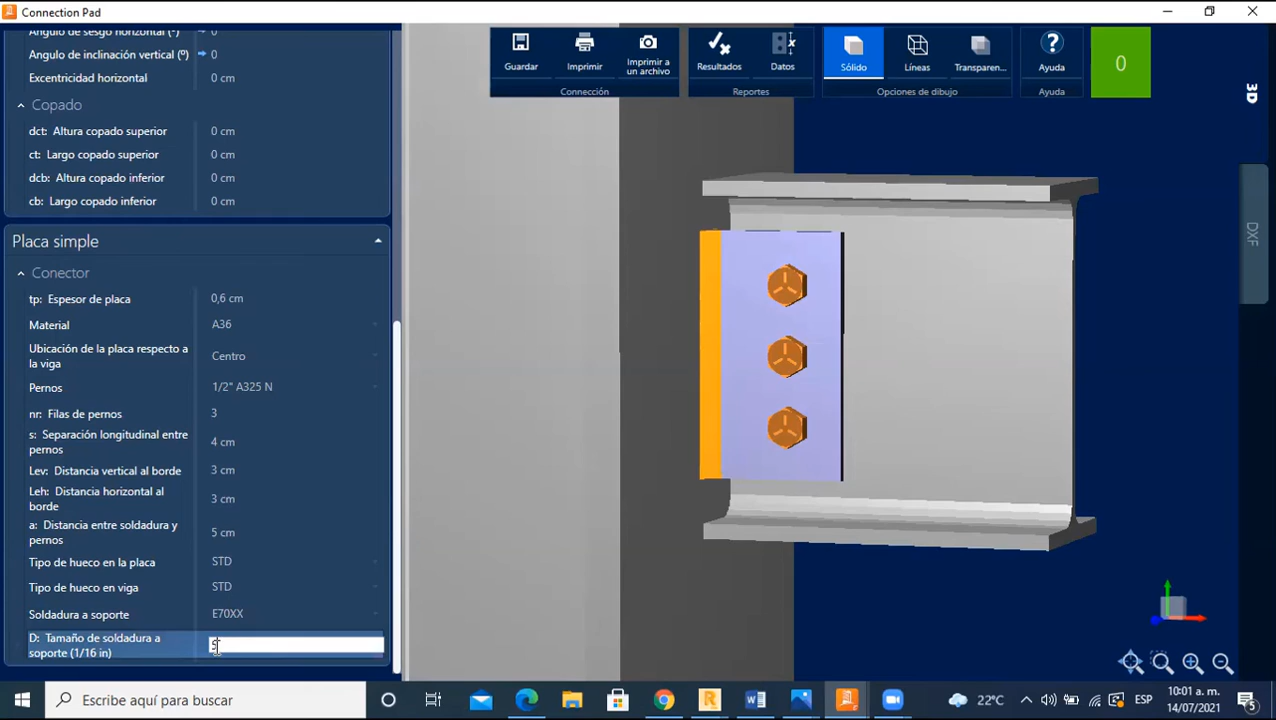 Connection Pad
Ángulo de sesgo horizontal (º) 0
Ángulo de inclinación vertical (º) 0
Excentricidad horizontal 0 cm
Copado
dct: Altura copado superior 0 cm
ct: Largo copado superior 0 cm
dcb: Altura copado inferior 0 cm
cb: Largo copado inferior 0 cm
Placa simple
Conector
tp: Espesor de placa 0,6 cm
Material A36
Ubicación de la placa respecto a
la viga Centro
Pernos 1/2" A325 N
nr: Filas de pernos 3
s: Separación longitudinal entre
pernos 4 cm
Lev: Distancia vertical al borde 3 cm
Leh: Distancia horizontal al
borde 3 cm
a: Distancia entre soldadura y
pernos 5 cm
Tipo de hueco en la placa STD
Tipo de hueco en viga STD
Soldadura a soporte E70XX
D: Tamaño de soldadura a
soporte (1/16 in)
Guardar Imprimir Imprimir a
un archivo
Conección
Resultados Datos
Reportes
Sólido Líneas Transparen...
Opciones de dibujo
Ayuda
Ayuda
0
3D
DXF
Escribe aquí para buscar
22°C
ESP
10:01 a. m.
14/07/2021
5